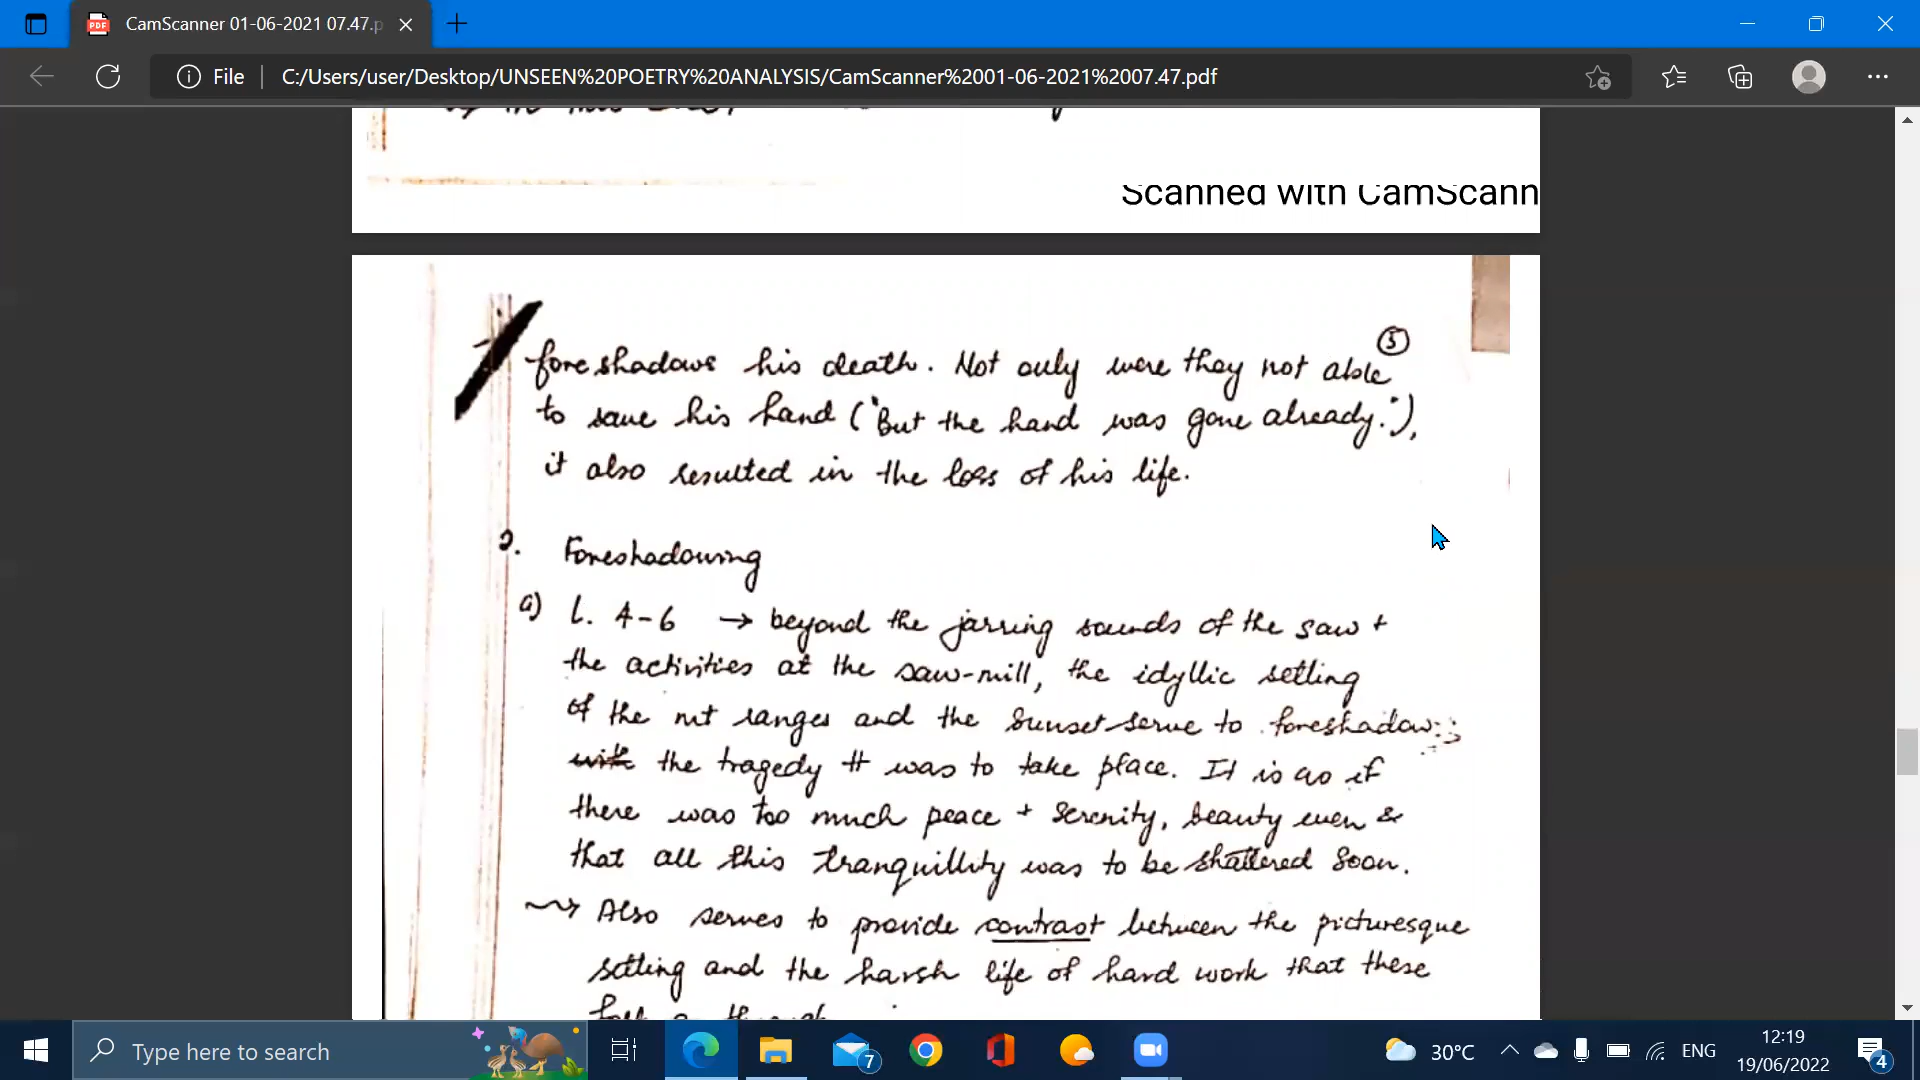 CamScanner 01-06-2021 07.47.p
File
C:/Users/user/Desktop/UNSEEN%20POETRY%20ANALYSIS/CamScanner%2001-06-2021%2007.47.pdf
Scanned with CamScann
5
foreshadows his death. Not only were they not able
to save his hand ("But the hand was gone already."),
it also resulted in the loss of his life.
2. Foreshadowing
a) L. 4-6 → beyond the jarring sounds of the saw +
the activities at the saw-mill, the idyllic setting
of the mt ranges and the sunset serve to foreshadow
the tragedy tt was to take place. It is as if
there was too much peace + serenity, beauty even &
that all this tranquillity was to be shattered soon.
Also serves to provide contrast between the picturesque
setting and the harsh life of hard work that these
Type here to search
7
30°C
ENG
12:19
19/06/2022
4